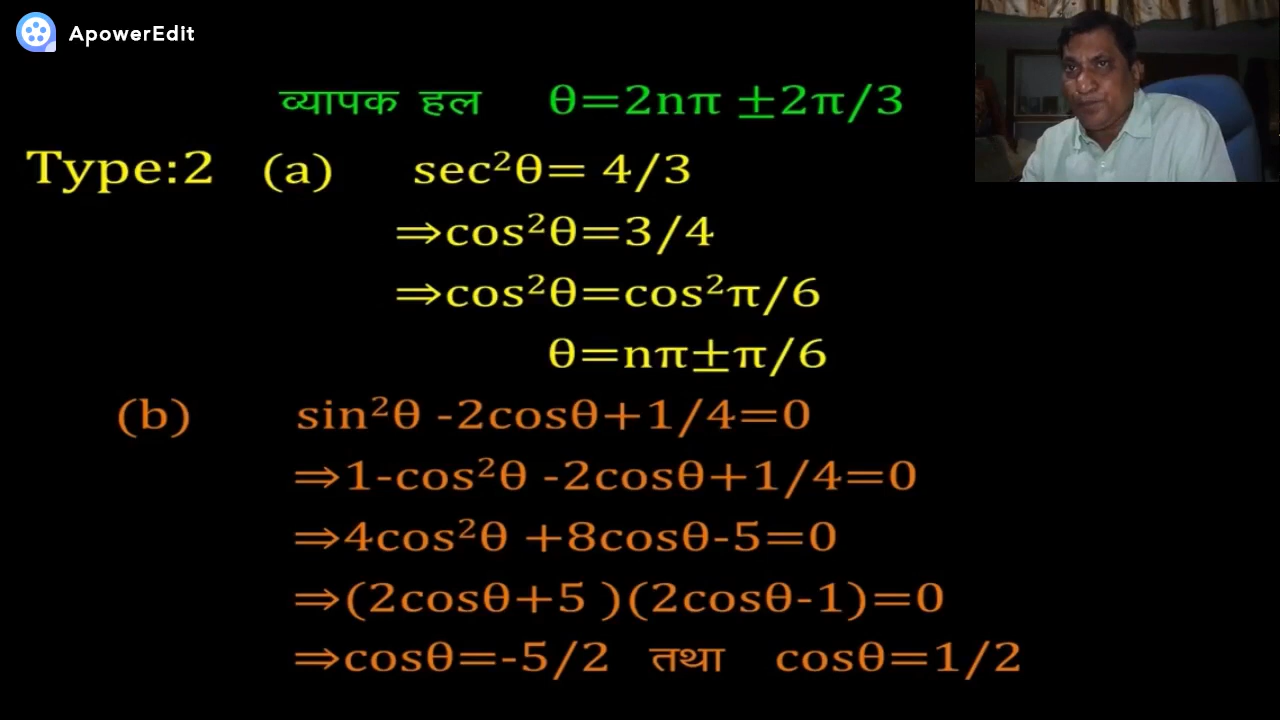 ApowerEdit
व्यापक हल θ=2nπ ±2π/3
Type:2 (a) sec²θ= 4/3
⇒cos²θ=3/4
⇒cos²θ=cos²π/6
θ=nπ±π/6
(b) sin²θ -2cosθ+1/4=0
⇒1-cos²θ -2cosθ+1/4=0
⇒4cos²θ +8cosθ-5=0
⇒(2cosθ+5 )(2cosθ-1)=0
⇒cosθ=-5/2 तथा cosθ=1/2